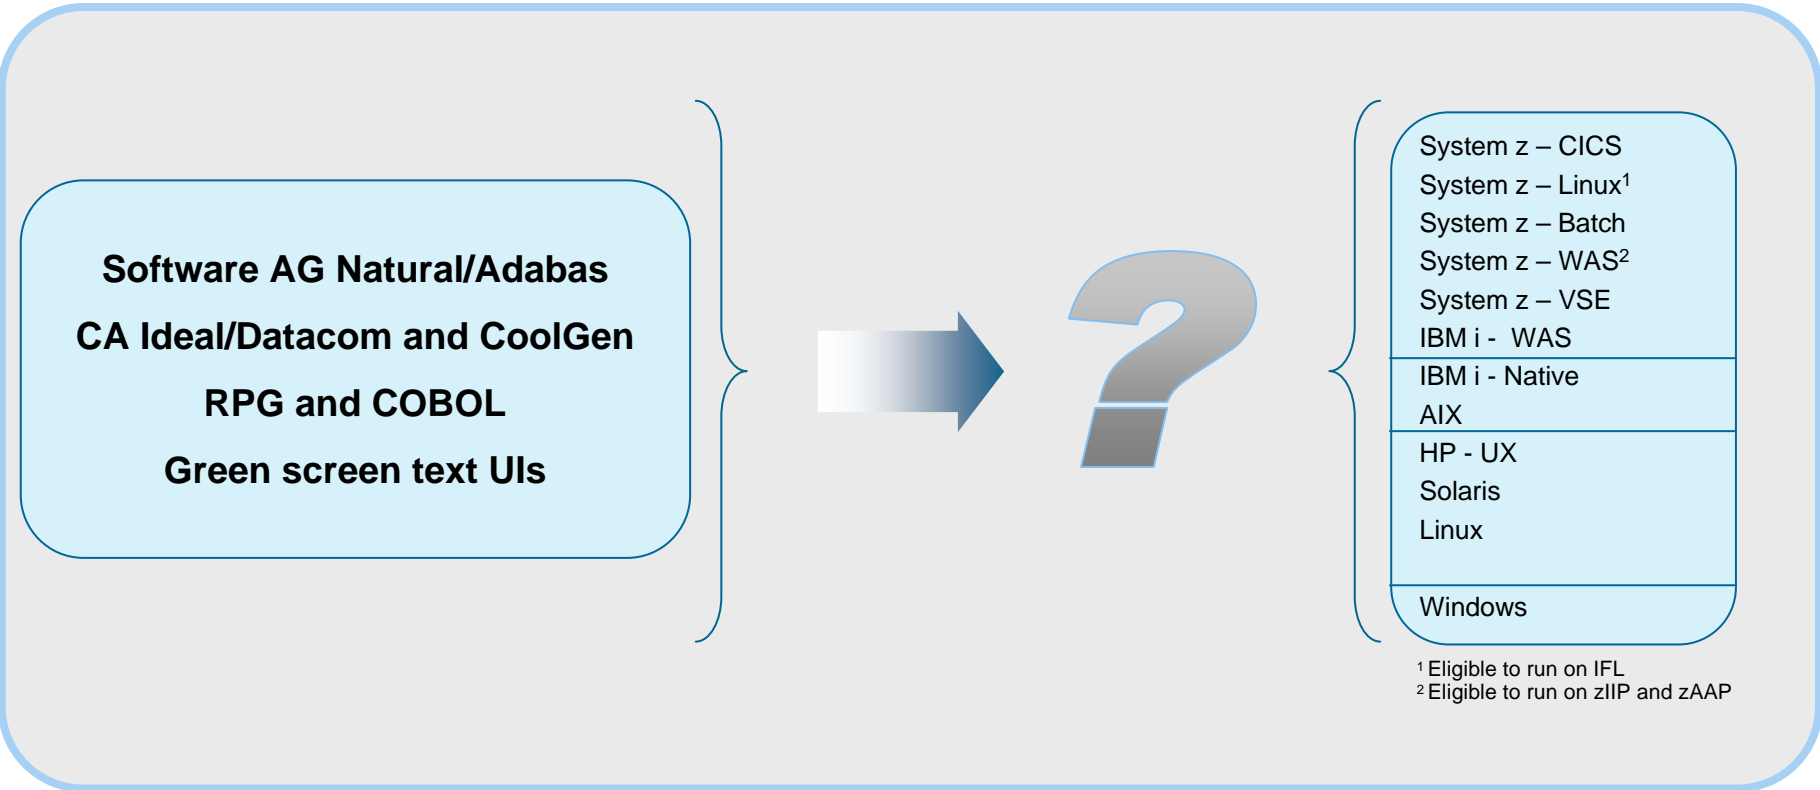 Software AG Natural/Adabas
CA Ideal/Datacom and CoolGen
RPG and COBOL
Green screen text UIs
?
System z – CICS
System z – Linux¹
System z – Batch
System z – WAS²
System z – VSE
IBM i - WAS
IBM i - Native
AIX
HP - UX
Solaris
Linux
Windows
¹ Eligible to run on IFL
² Eligible to run on zIIP and zAAP